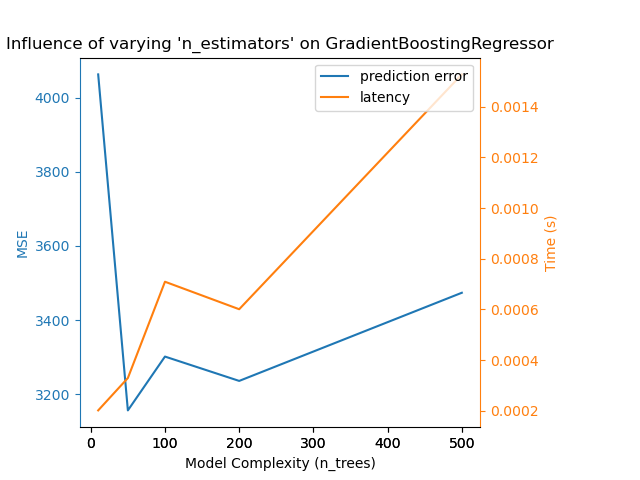 Influence of varying 'n_estimators' on GradientBoostingRegressor
prediction error
latency
4000
3800
3600
3400
3200
MSE
0.0014
0.0012
0.0010
0.0008
0.0006
0.0004
0.0002
Time (s)
0 100 200 300 400 500
Model Complexity (n_trees)